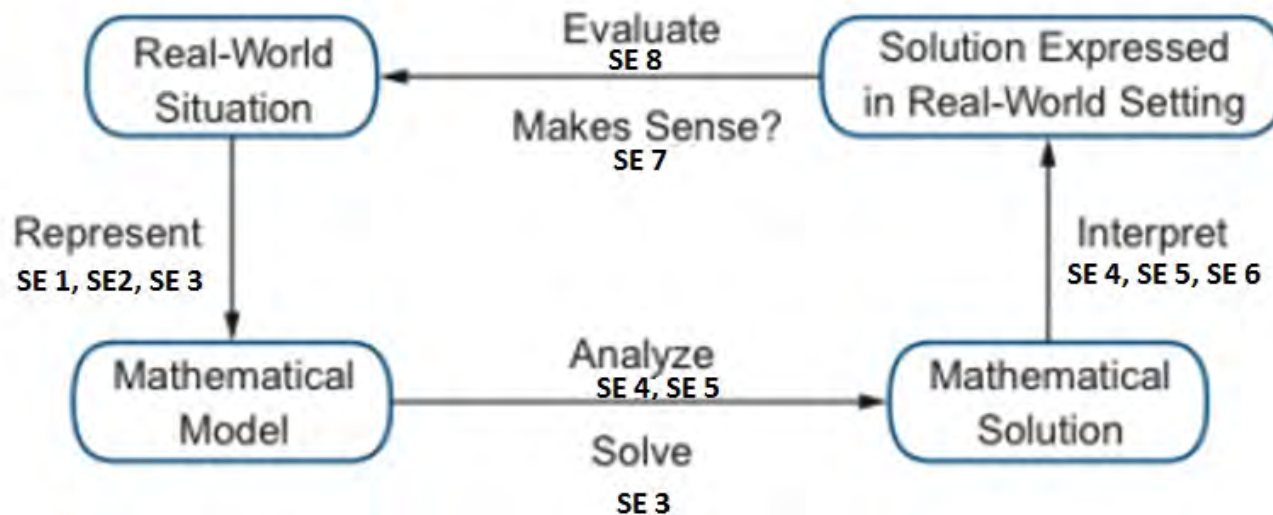 Real-World
Situation
Evaluate
SE 8
Makes Sense?
SE 7
Solution Expressed
in Real-World Setting
Represent
SE 1, SE2, SE 3
Interpret
SE 4, SE 5, SE 6
Mathematical
Model
Analyze
SE 4, SE 5
Solve
SE 3
Mathematical
Solution